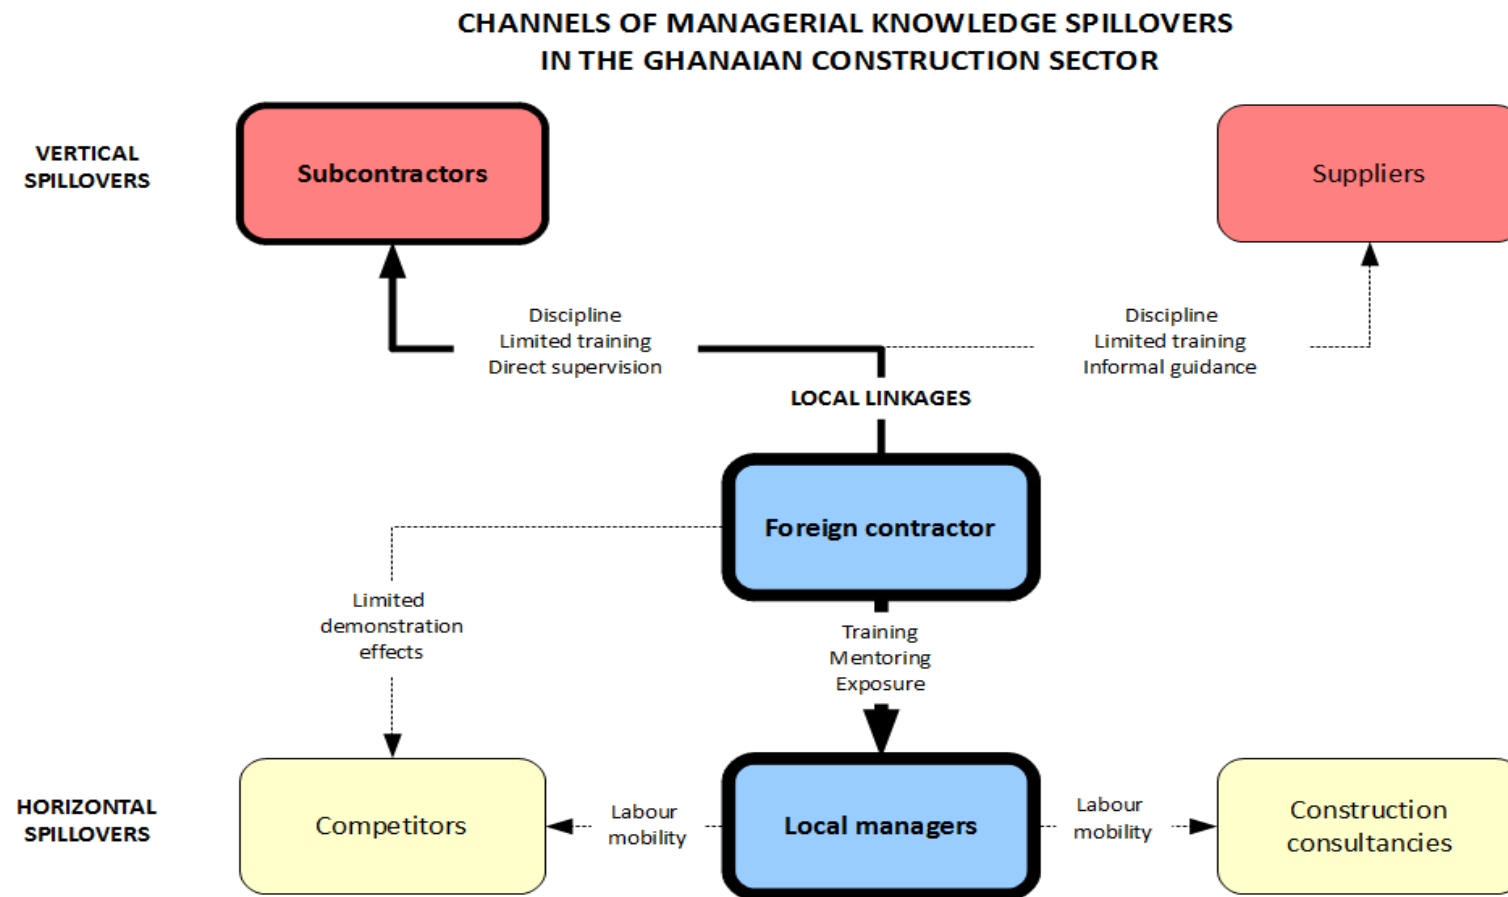 CHANNELS OF MANAGERIAL KNOWLEDGE SPILLOVERS
IN THE GHANAIAN CONSTRUCTION SECTOR
VERTICAL
SPILLOVERS
Subcontractors
Suppliers
Discipline
Limited training
Direct supervision
Discipline
Limited training
Informal guidance
LOCAL LINKAGES
Foreign contractor
Limited
demonstration
effects
Training
Mentoring
Exposure
HORIZONTAL
SPILLOVERS
Competitors
Labour
mobility
Local managers
Labour
mobility
Construction
consultancies